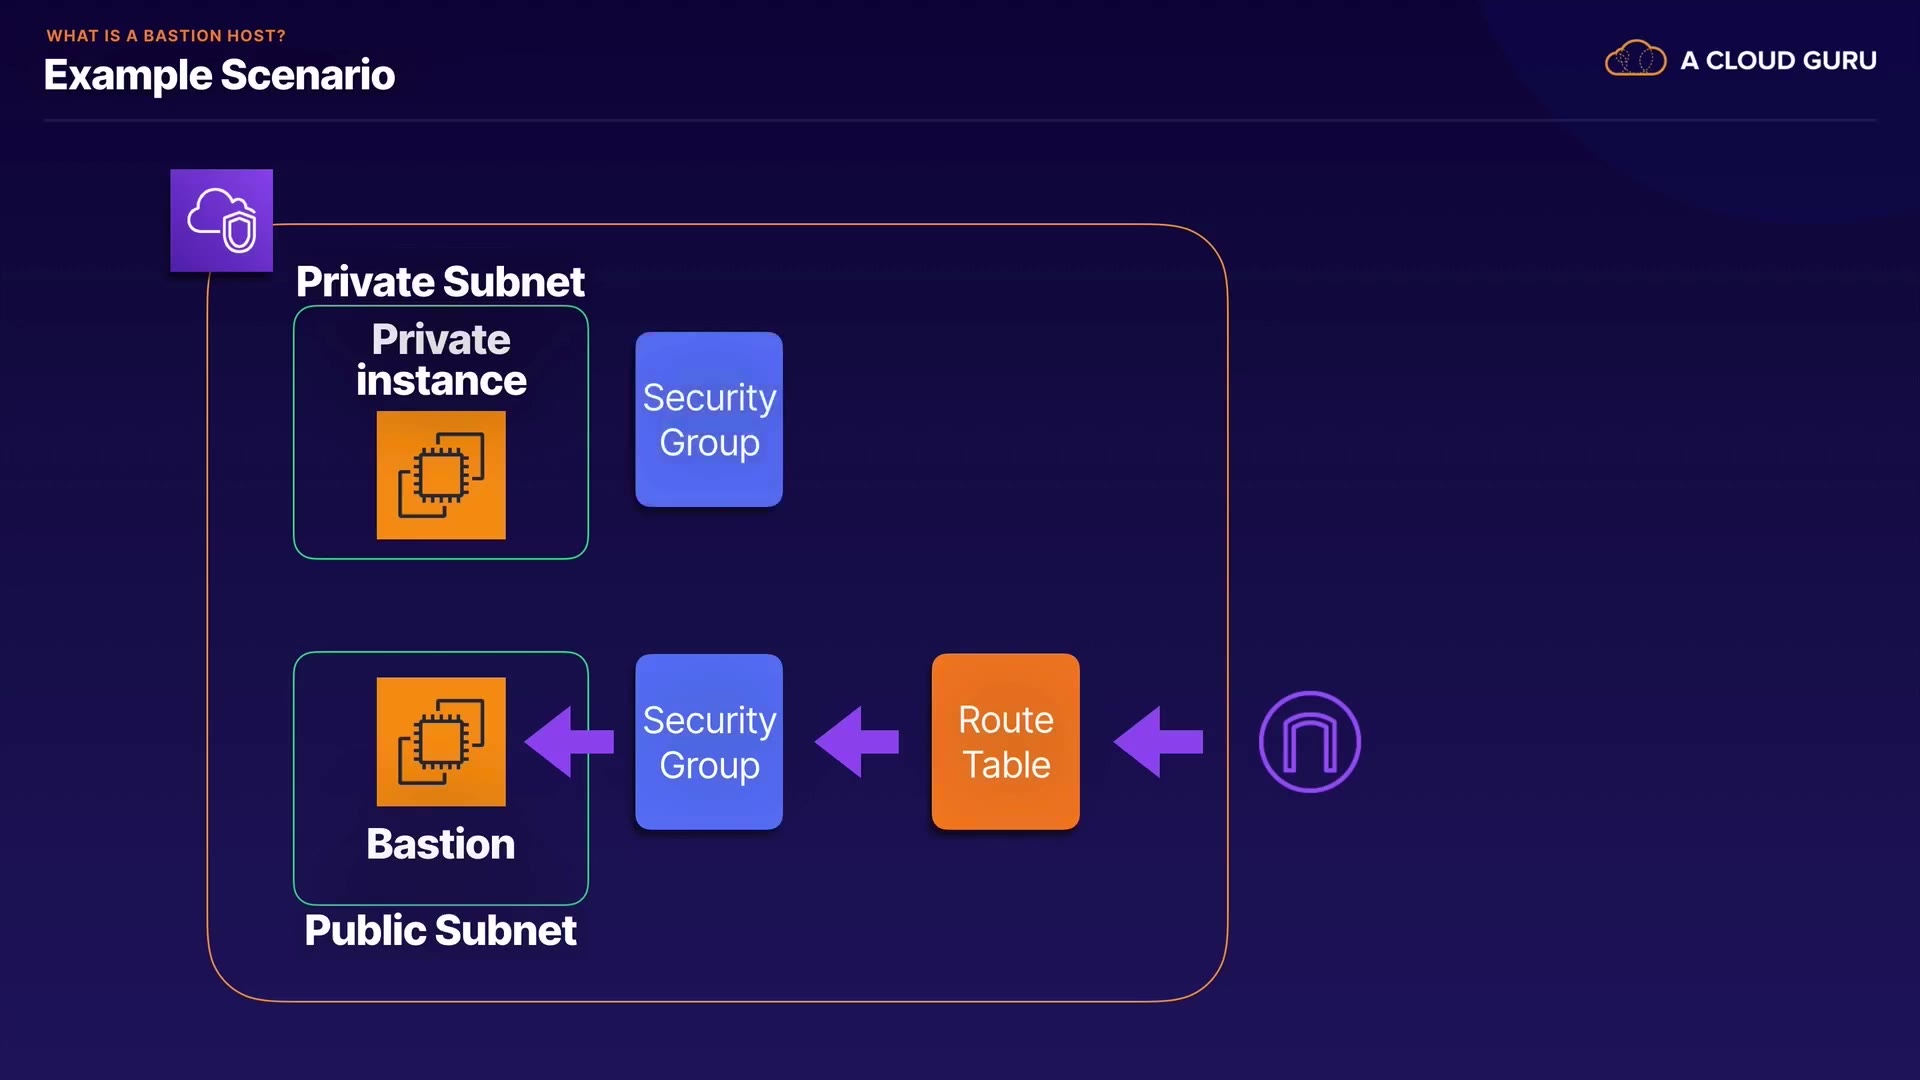 WHAT IS A BASTION HOST?
Example Scenario
A CLOUD GURU
Private Subnet
Private
instance
Security
Group
Security
Group
Route
Table
Bastion
Public Subnet